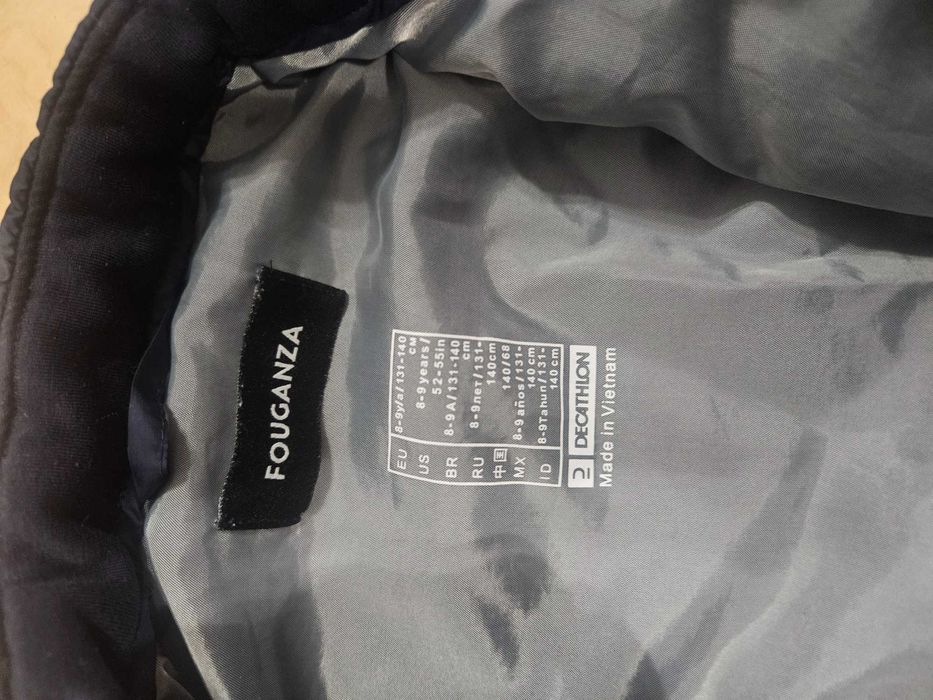 FOUGANZA
EU 8-9y/a/131-140
CM
US 8-9years/
52-55in
BR 8-9A/131-140
cm
RU 8-9лет/131-
140cm
中国 140/68
MX 8-9años/131-
140 cm
ID 8-9Tahun/131-
140 cm
DECATHLON
Made in Vietnam